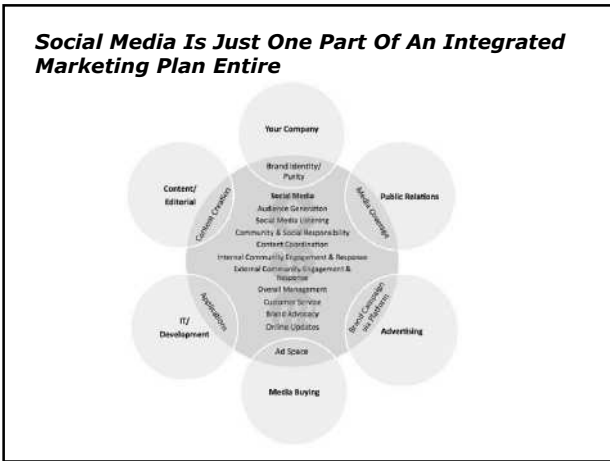 Social Media Is Just One Part Of An Integrated
Marketing Plan Entire
Your Company
Brand Identity/
Purity
Content/
Editorial
Content Creation
Public Relations
Media Coverage
Social Media
Audience Generation
Social Media Listening
Community & Social Responsibility
Content Coordination
Internal Community Engagement & Response
External Community Engagement &
Response
Overall Management
Customer Service
Brand Advocacy
Online Updates
IT/
Development
Applications
Brand Campaign
via Platform
Advertising
Ad Space
Media Buying